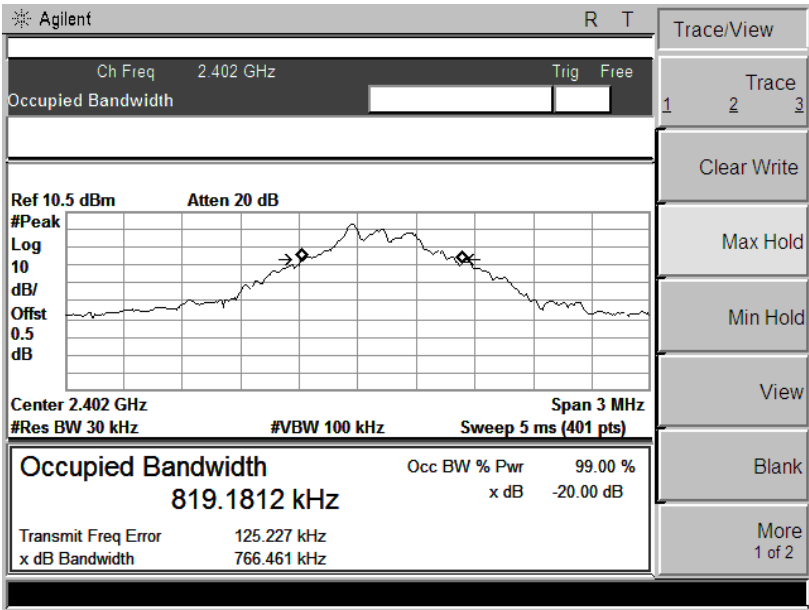 Agilent R T
Trace/View
Ch Freq 2.402 GHz Trig Free
Occupied Bandwidth
Trace
1 2 3
Clear Write
Max Hold
Min Hold
View
Blank
More
1 of 2
Ref 10.5 dBm Atten 20 dB
#Peak
Log
10
dB/
Offst
0.5
dB
Center 2.402 GHz Span 3 MHz
#Res BW 30 kHz #VBW 100 kHz Sweep 5 ms (401 pts)
Occupied Bandwidth
819.1812 kHz
Occ BW % Pwr 99.00 %
x dB -20.00 dB
Transmit Freq Error 125.227 kHz
x dB Bandwidth 766.461 kHz